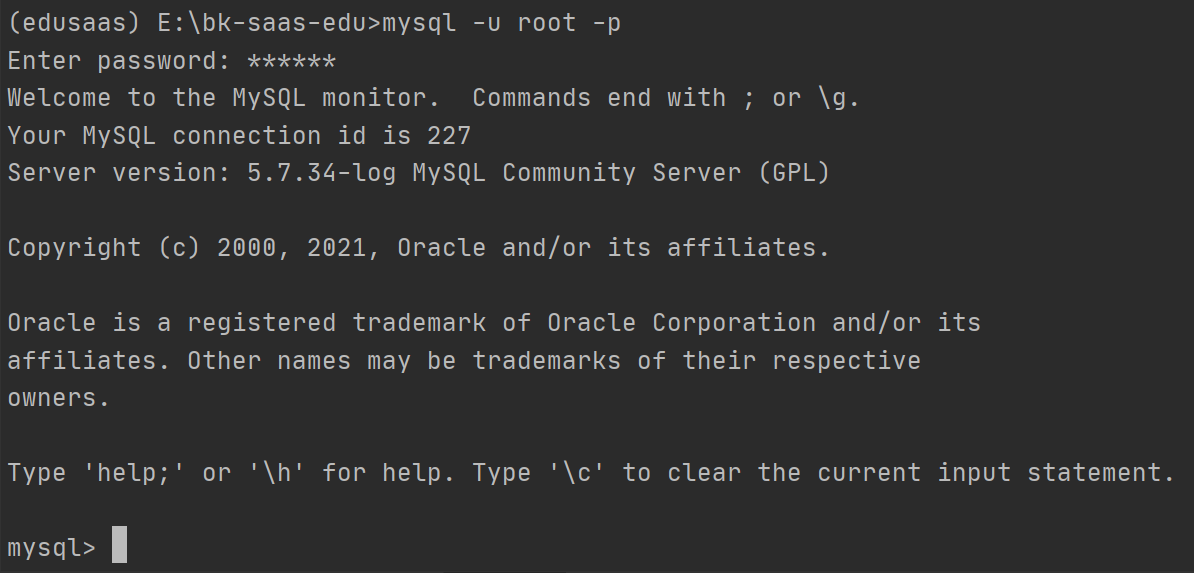 (edusaas) E:\bk-saas-edu>mysql -u root -p
Enter password: ******
Welcome to the MySQL monitor.  Commands end with ; or \g.
Your MySQL connection id is 227
Server version: 5.7.34-log MySQL Community Server (GPL)
Copyright (c) 2000, 2021, Oracle and/or its affiliates.
Oracle is a registered trademark of Oracle Corporation and/or its
affiliates. Other names may be trademarks of their respective
owners.
Type 'help;' or '\h' for help. Type '\c' to clear the current input statement.
mysql>